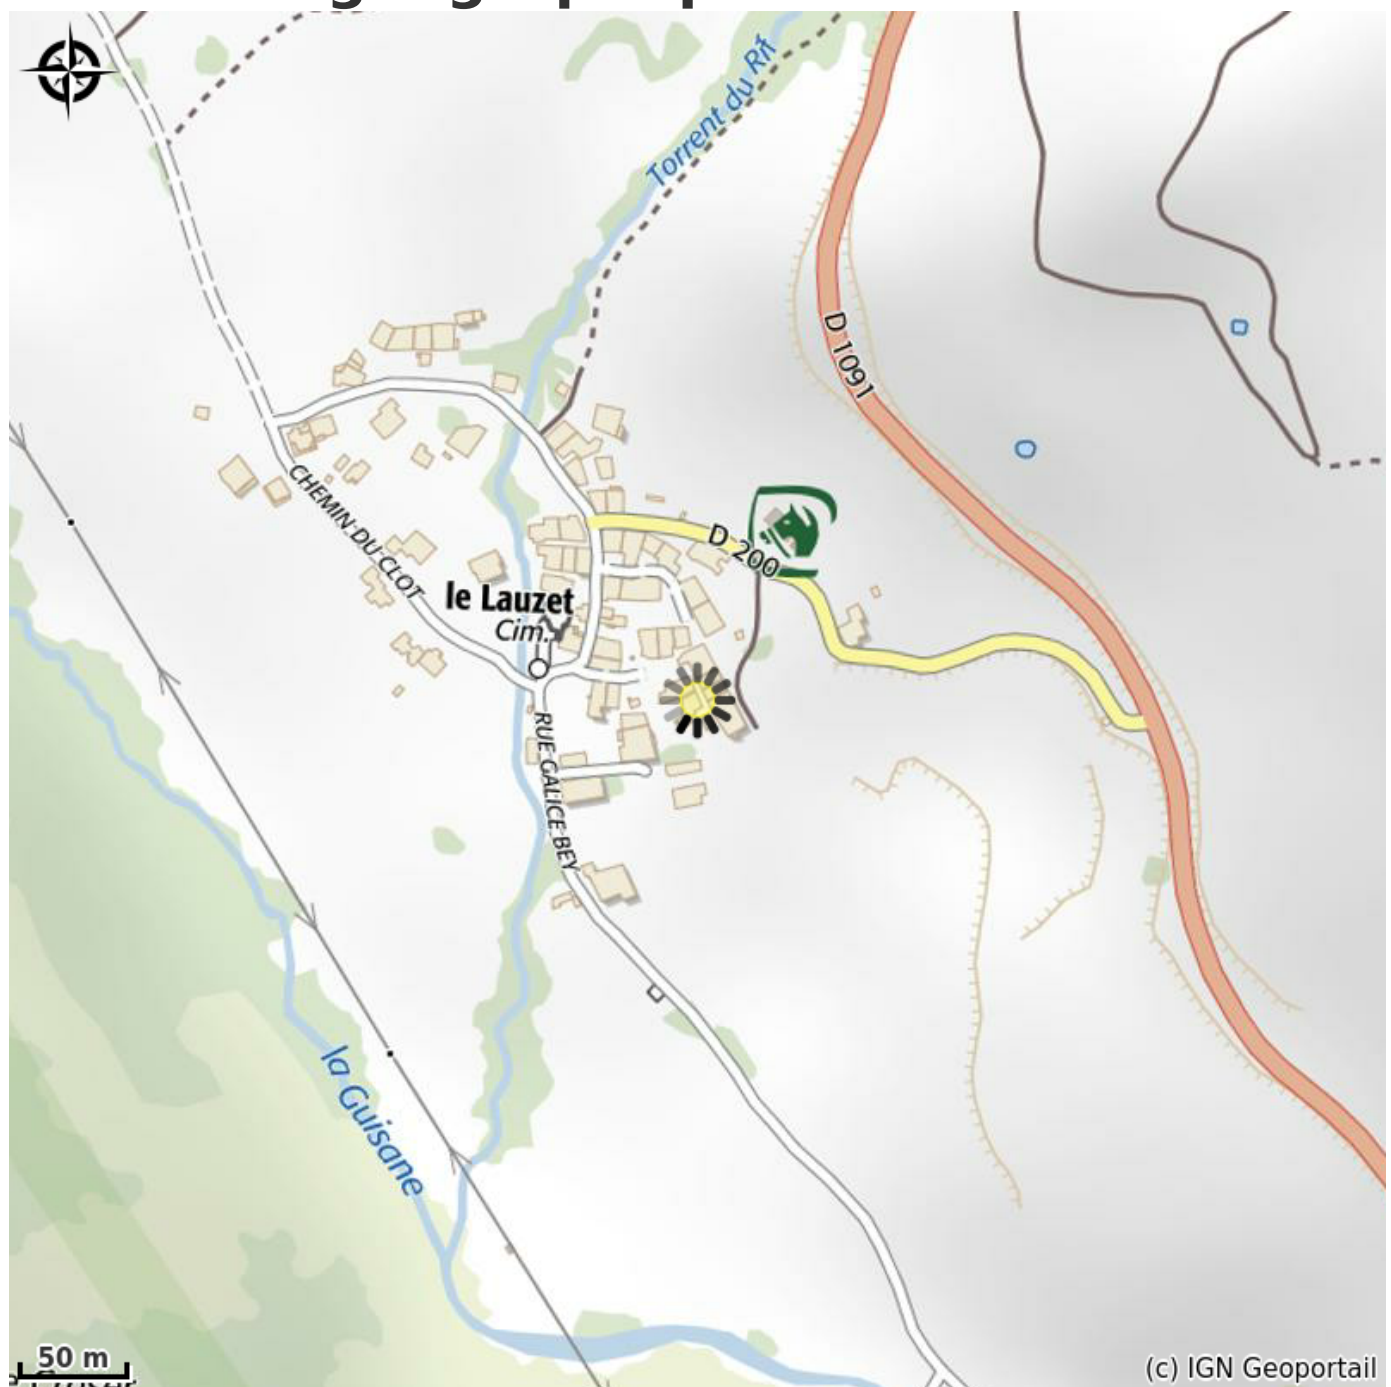 Torrent du Rif
D 1091
CHEMIN DU CLOT
D 200
le Lauzet
Cim.
RUE GALICE BEY
la Guisane
50 m
(c) IGN Geoportail